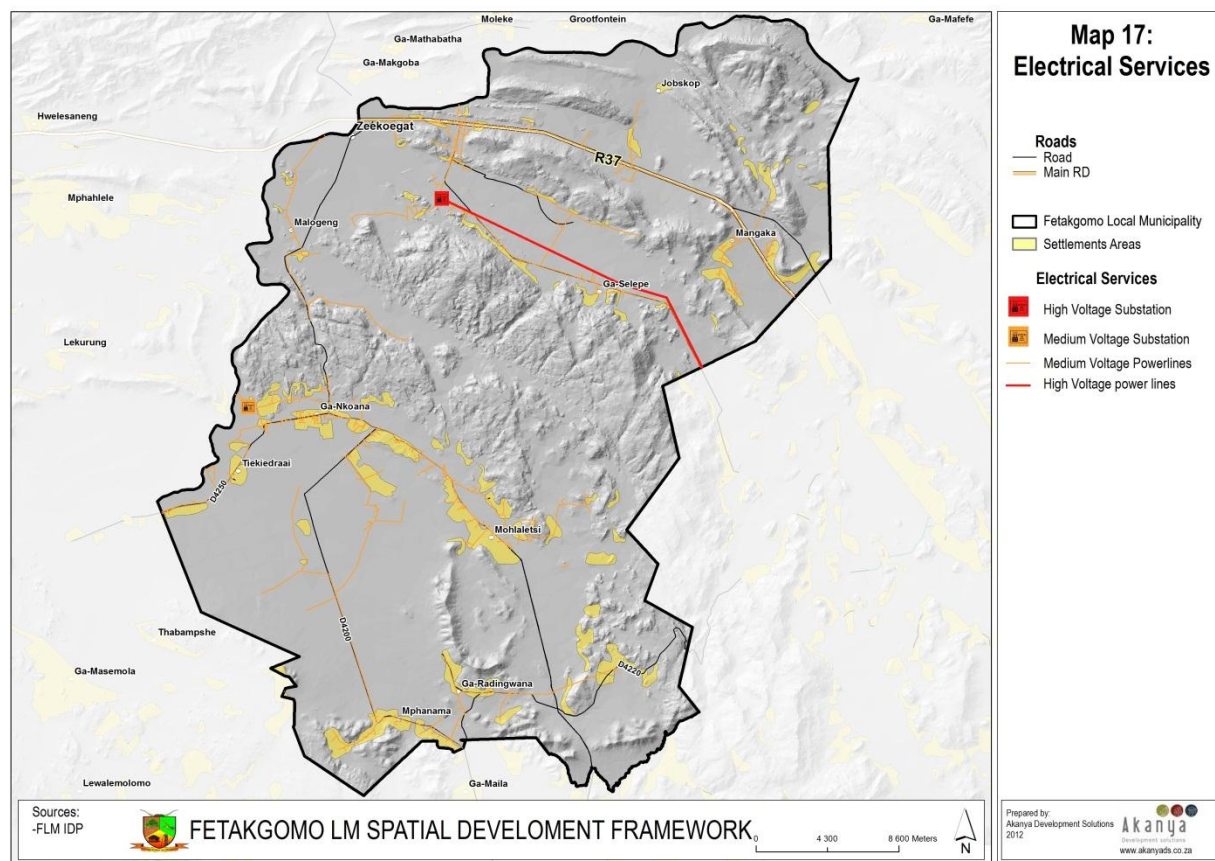 Moleke
Grootfontein
Ga-Mafefe
Ga-Mathabatha
Ga-Makgoba
Jobskop
Hwelesaneng
Zeekoegat
R37
Mphahlele
Malogeng
Mangaka
Ga-Selepe
Lekurung
Ga-Nkoana
Tiekiedraai
D4250
Mohlaletsi
D4200
Thabampshe
Ga-Masemola
D4220
Ga-Radingwana
Mphanama
Lewalemolomo
Ga-Maila
Sources:
-FLM IDP
FETAKGOMO LM SPATIAL DEVELOMENT FRAMEWORK
0 4 300 8 600 Meters
N
Map 17:
Electrical Services
Roads
Road
Main RD
Fetakgomo Local Municipality
Settlements Areas
Electrical Services
High Voltage Substation
Medium Voltage Substation
Medium Voltage Powerlines
High Voltage power lines
Prepared by:
Akanya Development Solutions
2012
Akanya
Development solutions
www.akanyads.co.za